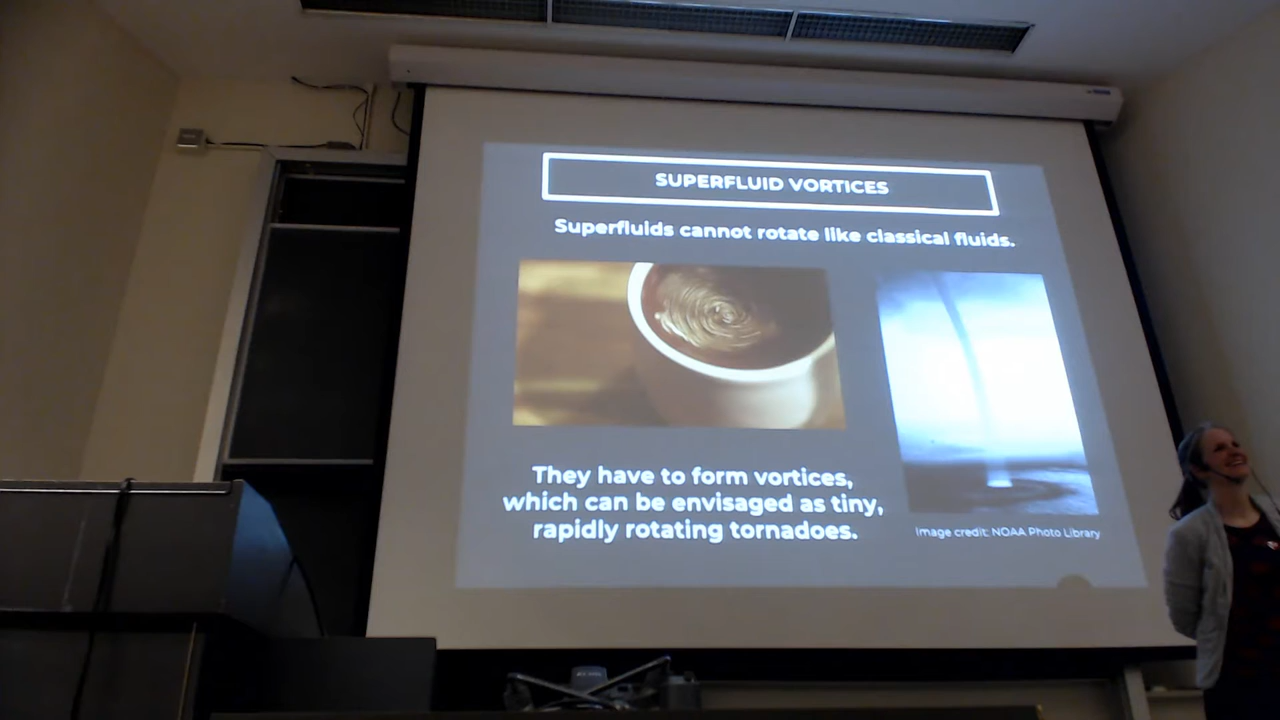 SUPERFLUID VORTICES
Superfluids cannot rotate like classical fluids.
They have to form vortices,
which can be envisaged as tiny,
rapidly rotating tornadoes.
Image credit: NOAA Photo Library